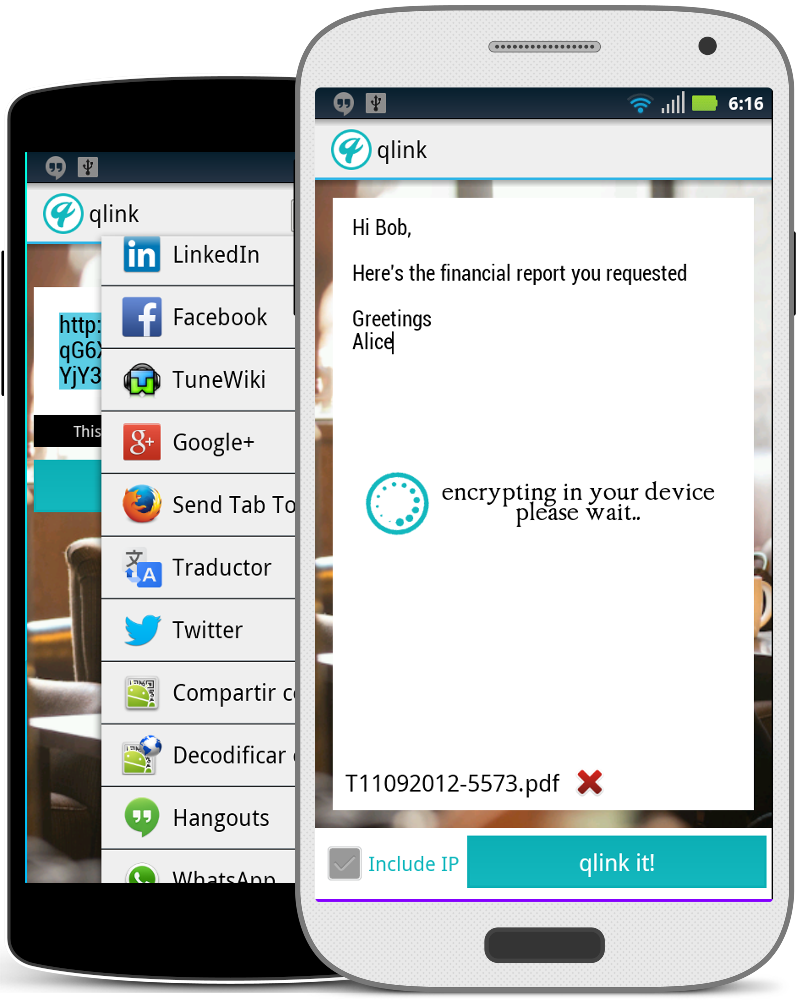 qlink
LinkedIn
http:
Facebook
qG6
YjY3
TuneWiki
This
Google+
Send Tab To
Traductor
Twitter
Compartir
Decodificar
Hangouts
WhatsApp
6:16
qlink
Hi Bob,
Here's the financial report you requested
Greetings
Alice
encrypting in your device
please wait..
T11092012-5573.pdf
Include IP
qlink it!